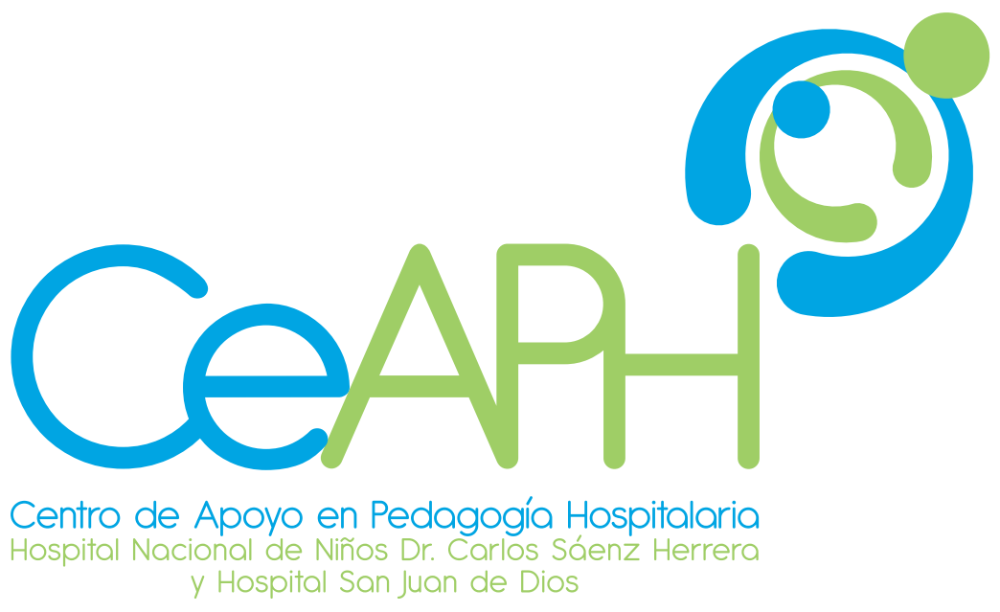 CeAPH
Centro de Apoyo en Pedagogía Hospitalaria
Hospital Nacional de Niños Dr. Carlos Sáenz Herrera
y Hospital San Juan de Dios